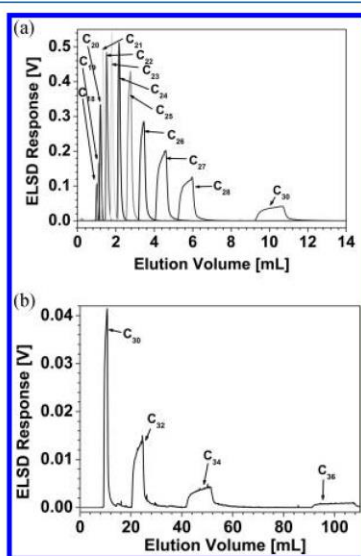 (a)
C20
C19
C18
C21
C22
C23
C24
C25
C26
C27
C28
C30
ELSD Response [V]
0.5
0.4
0.3
0.2
0.1
0.0
0 2 4 6 8 10 12 14
Elution Volume [mL]
(b)
C30
C32
C34
C36
ELSD Response [V]
0.04
0.03
0.02
0.01
0.00
0 20 40 60 80 100
Elution Volume [mL]